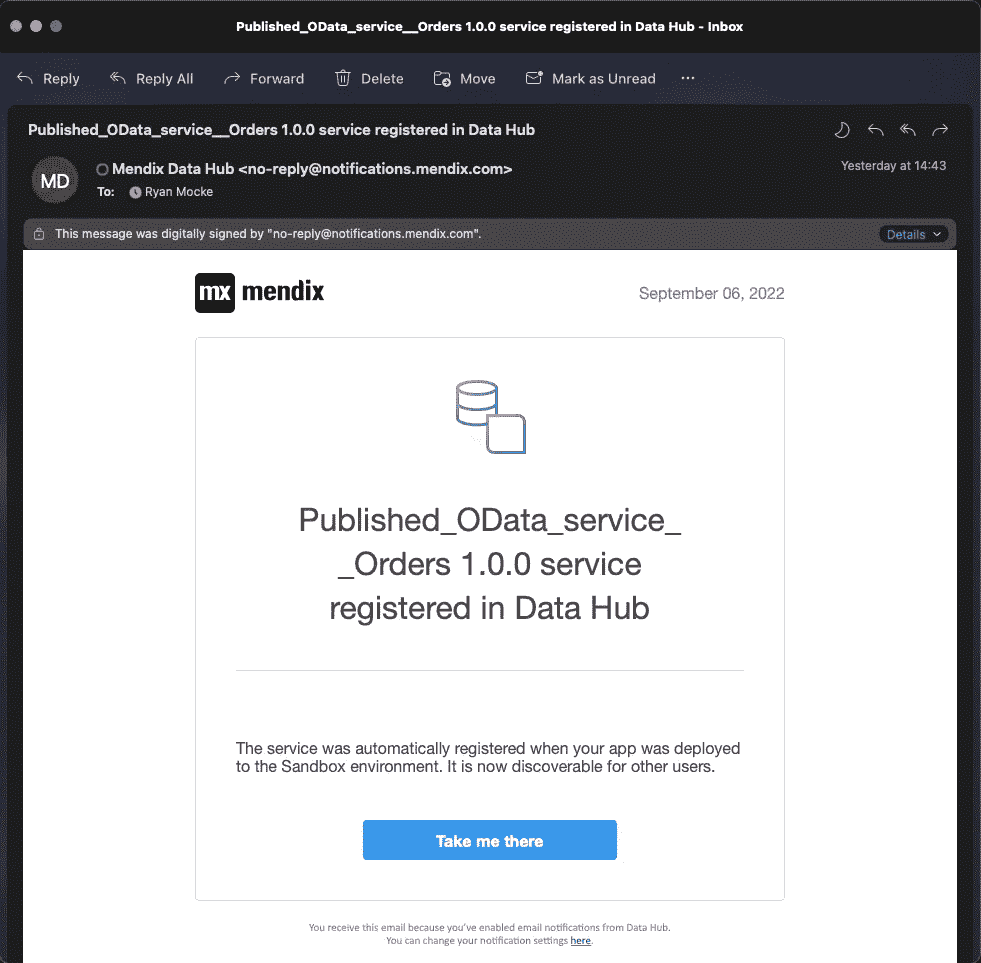 Published_OData_service__Orders 1.0.0 service registered in Data Hub - Inbox
Reply Reply All Forward Delete Move Mark as Unread ···
Published_OData_service__Orders 1.0.0 service registered in Data Hub
MD
Mendix Data Hub <no-reply@notifications.mendix.com>
Yesterday at 14:43
To: Ryan Mocke
This message was digitally signed by "no-reply@notifications.mendix.com".
Details
mx mendix
September 06, 2022
Published_OData_service_
_Orders 1.0.0 service
registered in Data Hub
The service was automatically registered when your app was deployed
to the Sandbox environment. It is now discoverable for other users.
Take me there
You receive this email because you've enabled email notifications from Data Hub.
You can change your notification settings here.